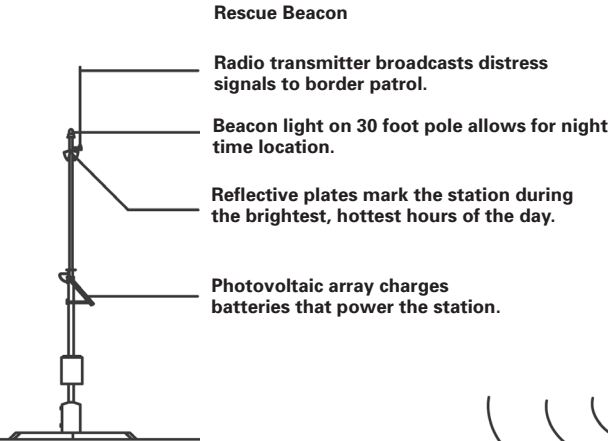 Rescue Beacon
Radio transmitter broadcasts distress
signals to border patrol.
Beacon light on 30 foot pole allows for night
time location.
Reflective plates mark the station during
the brightest, hottest hours of the day.
Photovoltaic array charges
batteries that power the station.